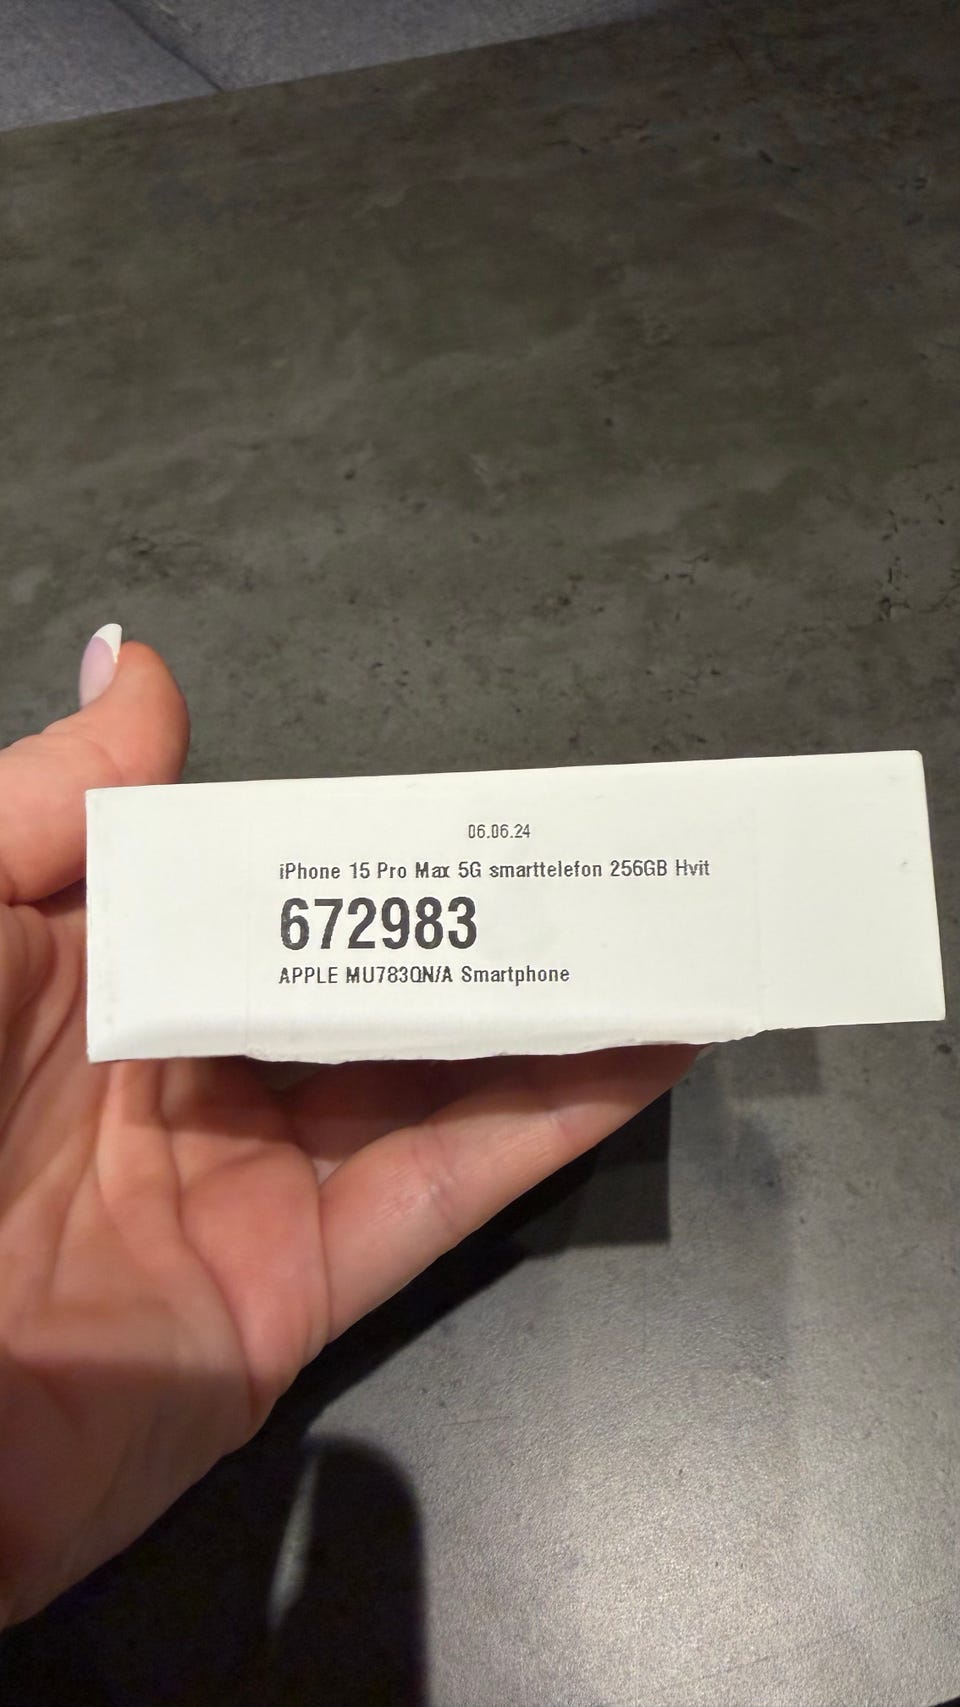 06.06.24
iPhone 15 Pro Max 5G smarttelefon 256GB Hvit
672983
APPLE MU783QN/A Smartphone